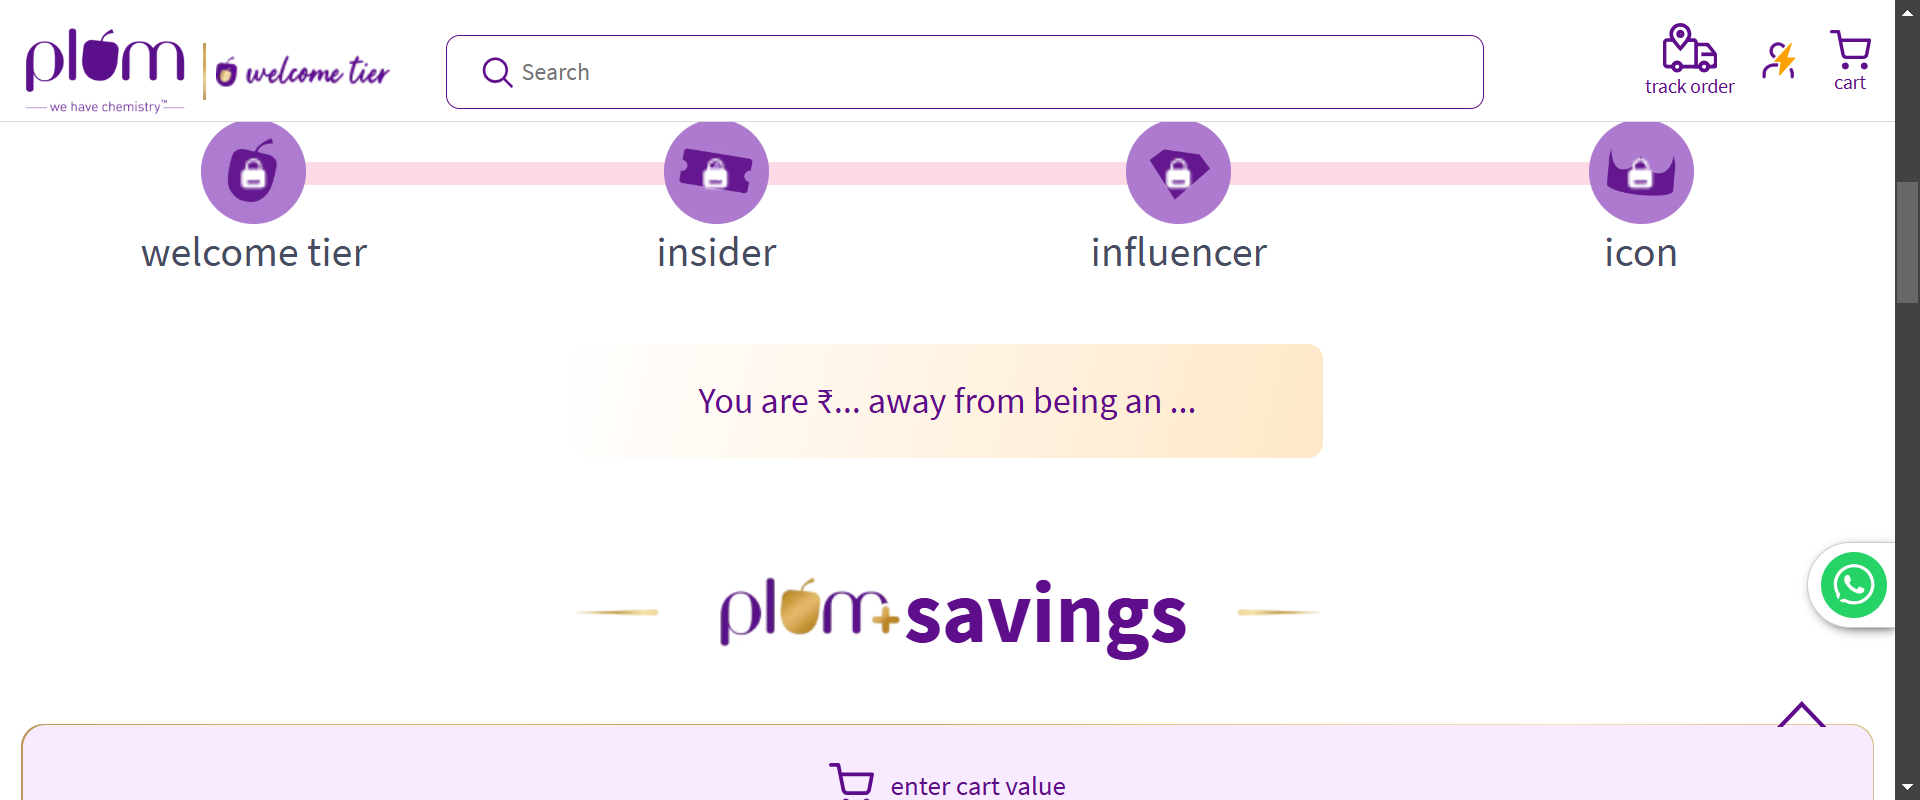 plum
we have chemistry™
welcome tier
Search
track order
cart
welcome tier
insider
influencer
icon
You are ₹... away from being an ...
plum+ savings
enter cart value